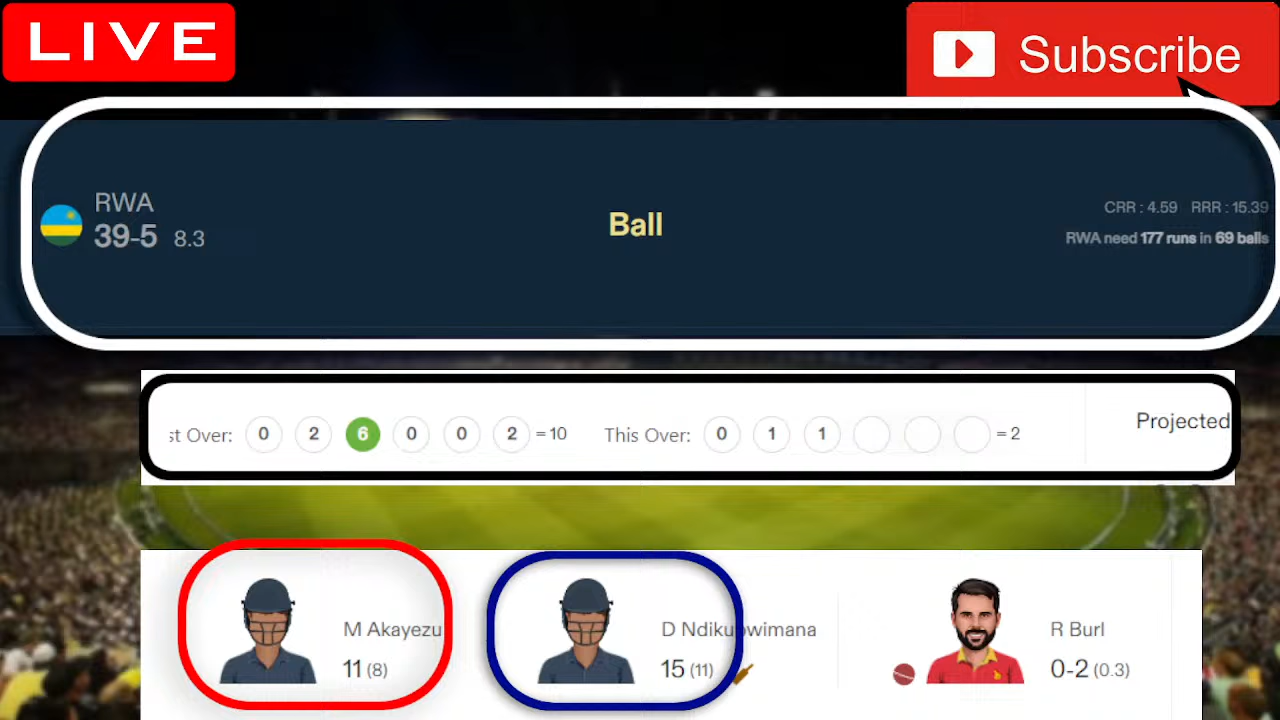 LIVE
Subscribe
RWA
39-5 8.3
Ball
CRR : 4.59 RRR : 15.39
RWA need 177 runs in 69 balls
st Over: 0 2 6 0 0 2 = 10 This Over: 0 1 1 = 2
Projected
M Akayezu
11 (8)
D Ndikubwimana
15 (11)
R Burl
0-2 (0.3)